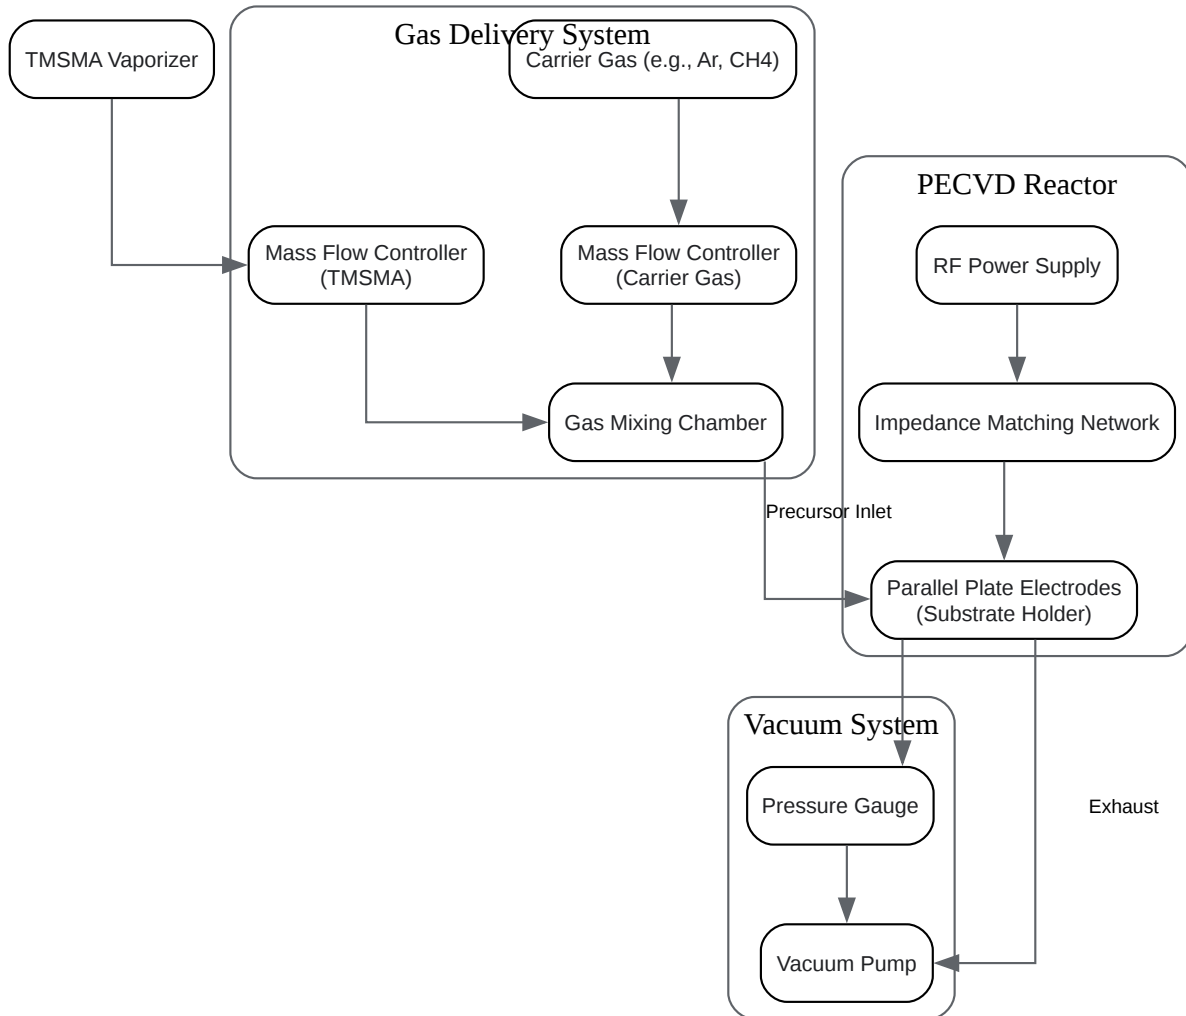 Gas Delivery System
TMSMA Vaporizer
Carrier Gas (e.g., Ar, CH4)
PECVD Reactor
Mass Flow Controller
(TMSMA)
Mass Flow Controller
(Carrier Gas)
RF Power Supply
Gas Mixing Chamber
Impedance Matching Network
Precursor Inlet
Parallel Plate Electrodes
(Substrate Holder)
Vacuum System
Pressure Gauge
Exhaust
Vacuum Pump